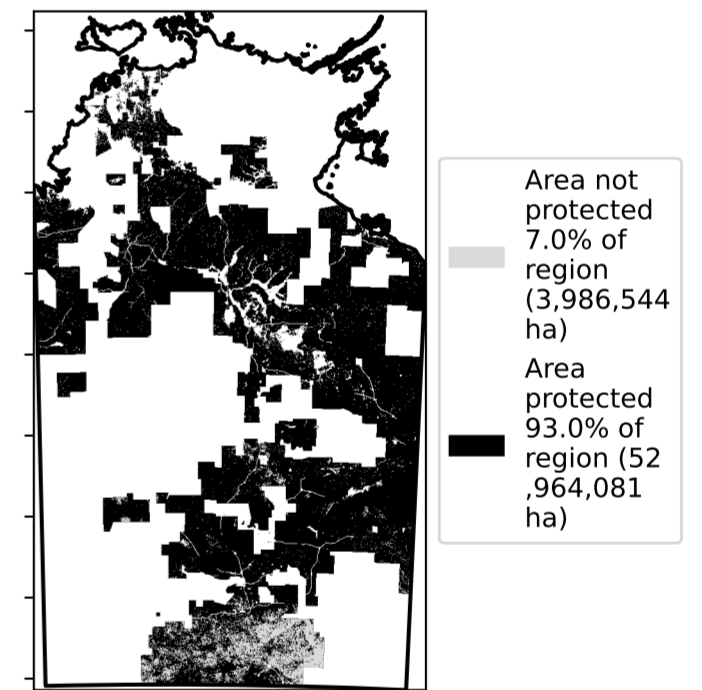 Area not
protected
7.0% of
region
(3,986,544
ha)
Area
protected
93.0% of
region (52
,964,081
ha)